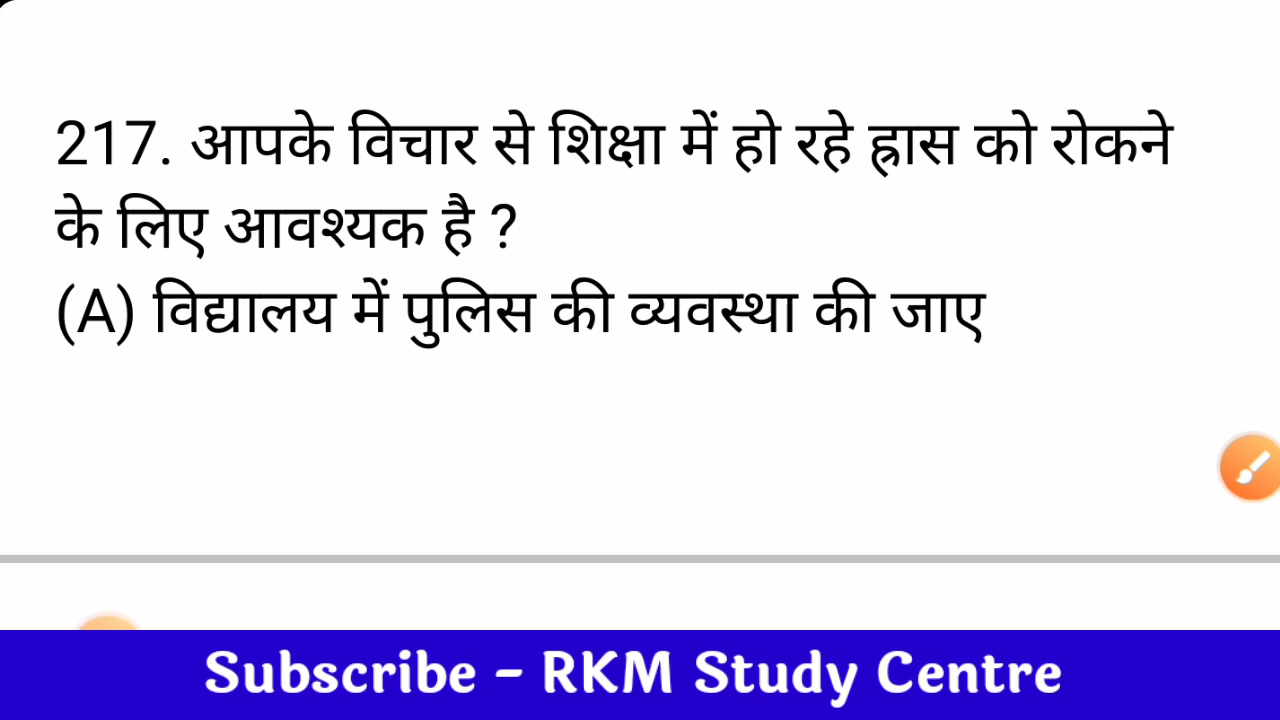 217. आपके विचार से शिक्षा में हो रहे ह्रास को रोकने
के लिए आवश्यक है ?
(A) विद्यालय में पुलिस की व्यवस्था की जाए
Subscribe - RKM Study Centre